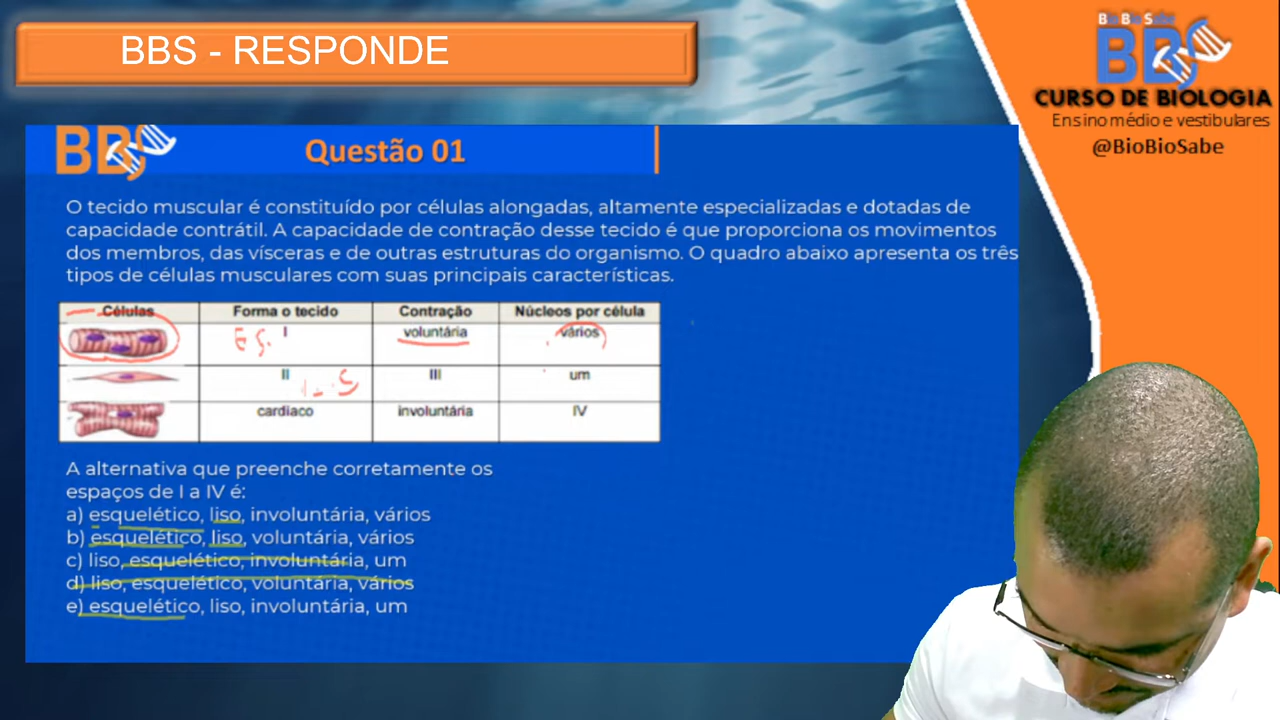 BBS - RESPONDE
Bio Bio Sabe
BBS
CURSO DE BIOLOGIA
Ensino médio e vestibulares
@BioBioSabe
BBS
Questão 01
O tecido muscular é constituído por células alongadas, altamente especializadas e dotadas de
capacidade contrátil. A capacidade de contração desse tecido é que proporciona os movimentos
dos membros, das vísceras e de outras estruturas do organismo. O quadro abaixo apresenta os três
tipos de células musculares com suas principais características.
Células Forma o tecido Contração Núcleos por célula
I voluntária vários
Es.
II III um
cardíaco involuntária IV
A alternativa que preenche corretamente os
espaços de I a IV é:
a) esquelético, liso, involuntária, vários
b) esquelético, liso, voluntária, vários
c) liso, esquelético, involuntária, um
d) liso, esquelético, voluntária, vários
e) esquelético, liso, involuntária, um